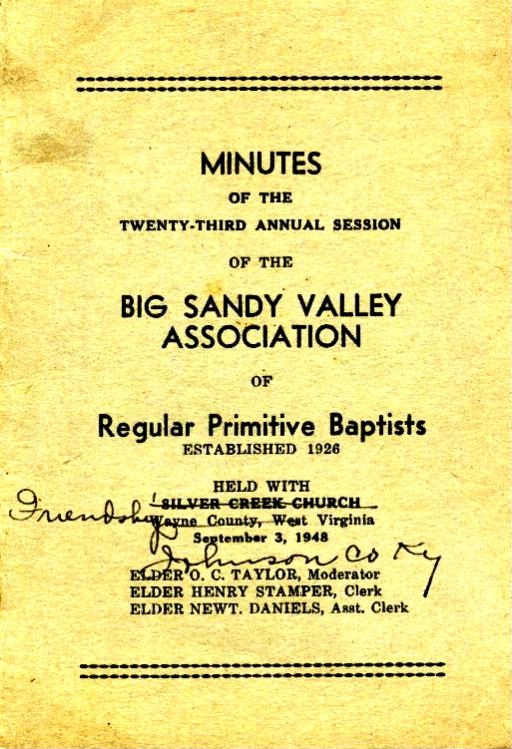 MINUTES
OF THE
TWENTY-THIRD ANNUAL SESSION
OF THE
BIG SANDY VALLEY
ASSOCIATION
OF
Regular Primitive Baptists
ESTABLISHED 1926
HELD WITH
SILVER CREEK CHURCH
Friendship
Wayne County, West Virginia
September 3, 1948
Johnson Co Ky
ELDER O. C. TAYLOR, Moderator
ELDER HENRY STAMPER, Clerk
ELDER NEWT. DANIELS, Asst. Clerk